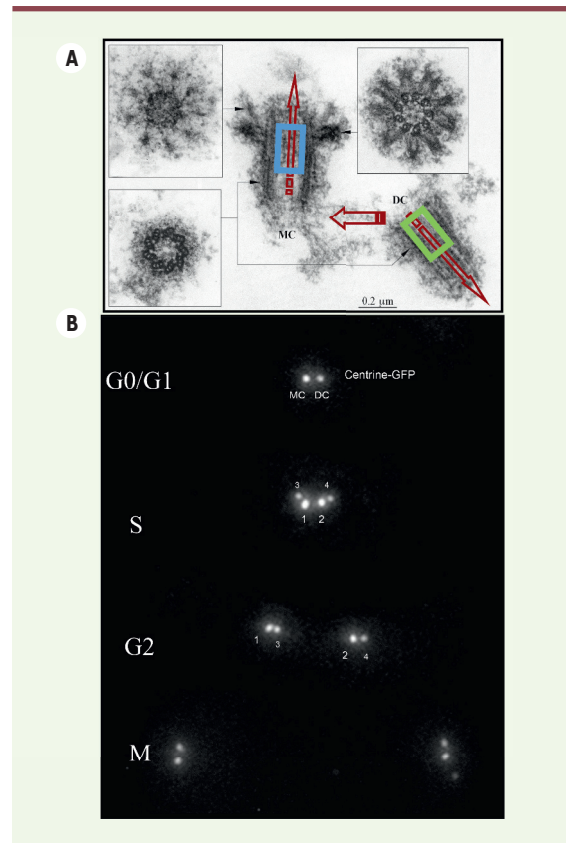 A
MC
DC
0.2 µm
B
G0/G1
Centrine-GFP
MC DC
3 4
1 2
S
1 3
2 4
G2
M